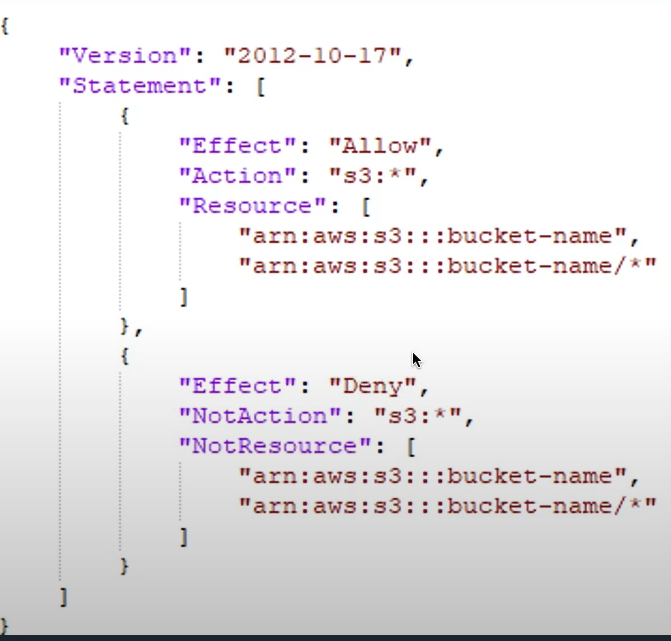 {
"Version": "2012-10-17",
"Statement": [
{
"Effect": "Allow",
"Action": "s3:*",
"Resource": [
"arn:aws:s3:::bucket-name",
"arn:aws:s3:::bucket-name/*"
]
},
{
"Effect": "Deny",
"NotAction": "s3:*",
"NotResource": [
"arn:aws:s3:::bucket-name",
"arn:aws:s3:::bucket-name/*"
]
}
]
}